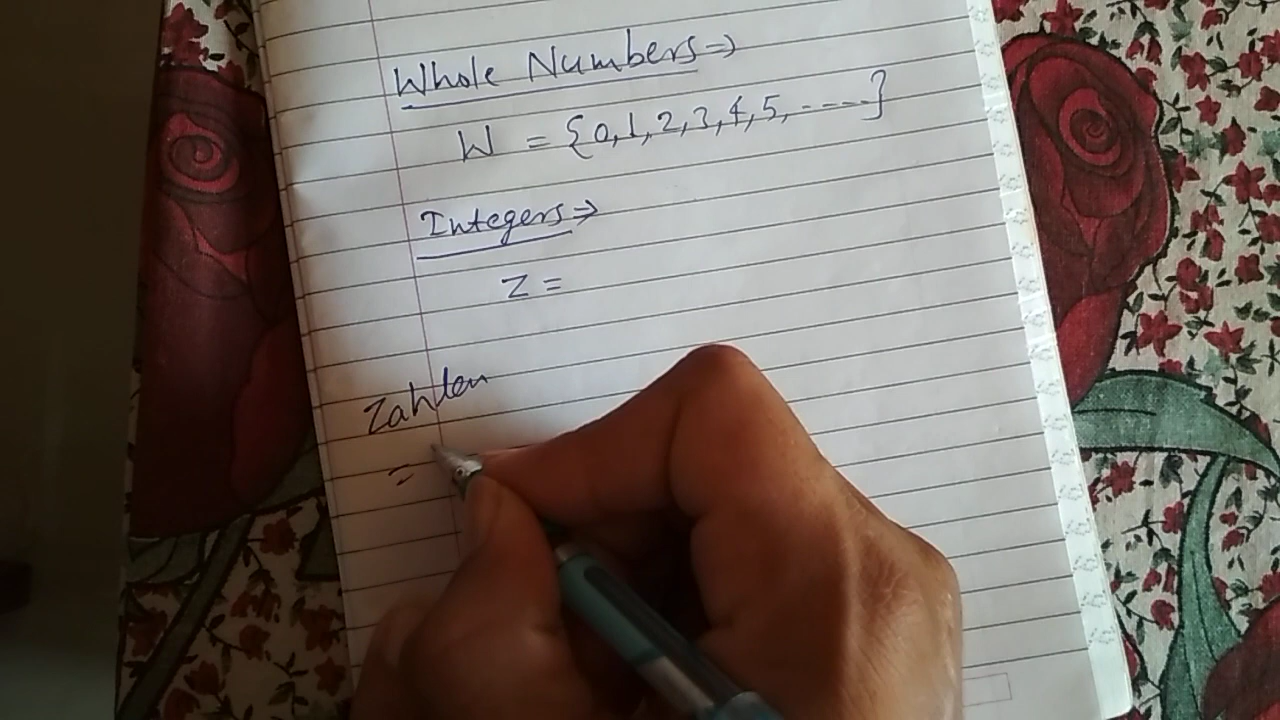 Whole Numbers →
W = {0, 1, 2, 3, 4, 5, -----}
Integers ⇒
Z =
Zahlen
=